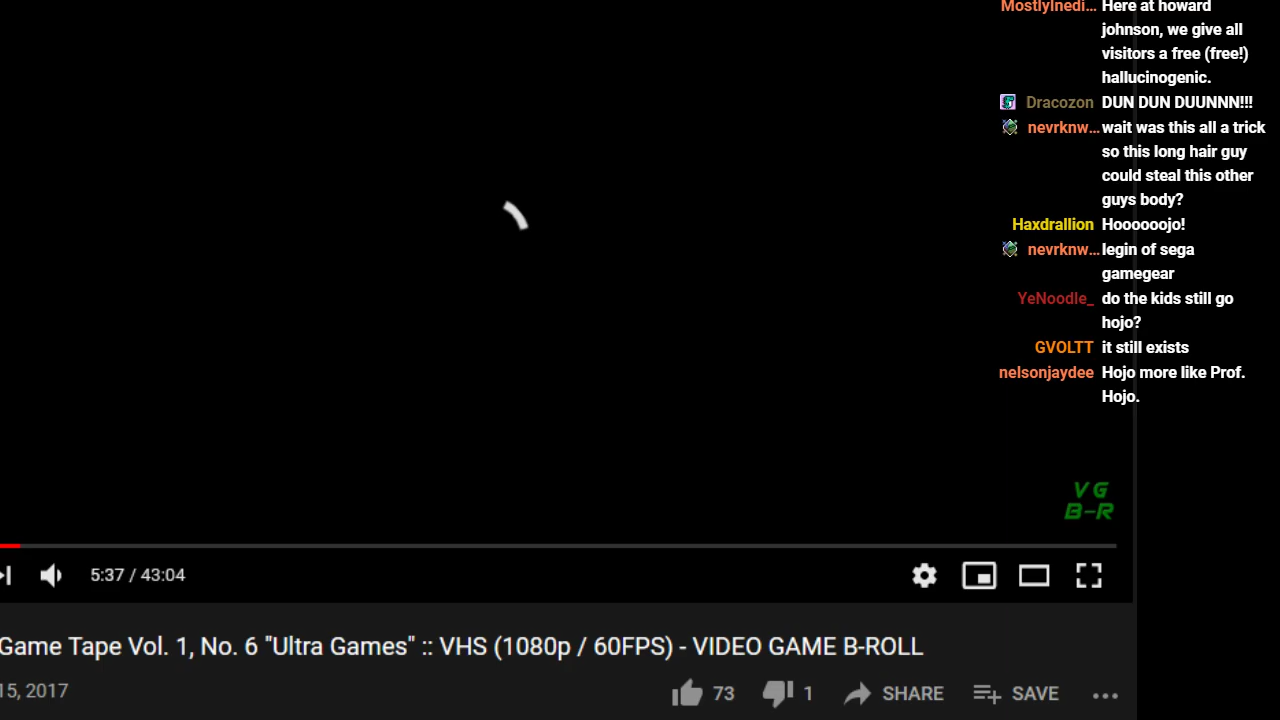 MostlyInedi... Here at howard
johnson, we give all
visitors a free (free!)
hallucinogenic.
Dracozon DUN DUN DUUNNN!!!
nevrknw... wait was this all a trick
so this long hair guy
could steal this other
guys body?
Haxdrallion Hoooooojo!
nevrknw... legin of sega
gamegear
YeNoodle_ do the kids still go
hojo?
GVOLTT it still exists
nelsonjaydee Hojo more like Prof.
Hojo.
VG
B-R
5:37 / 43:04
Game Tape Vol. 1, No. 6 "Ultra Games" :: VHS (1080p / 60FPS) - VIDEO GAME B-ROLL
15, 2017
73 1 SHARE SAVE